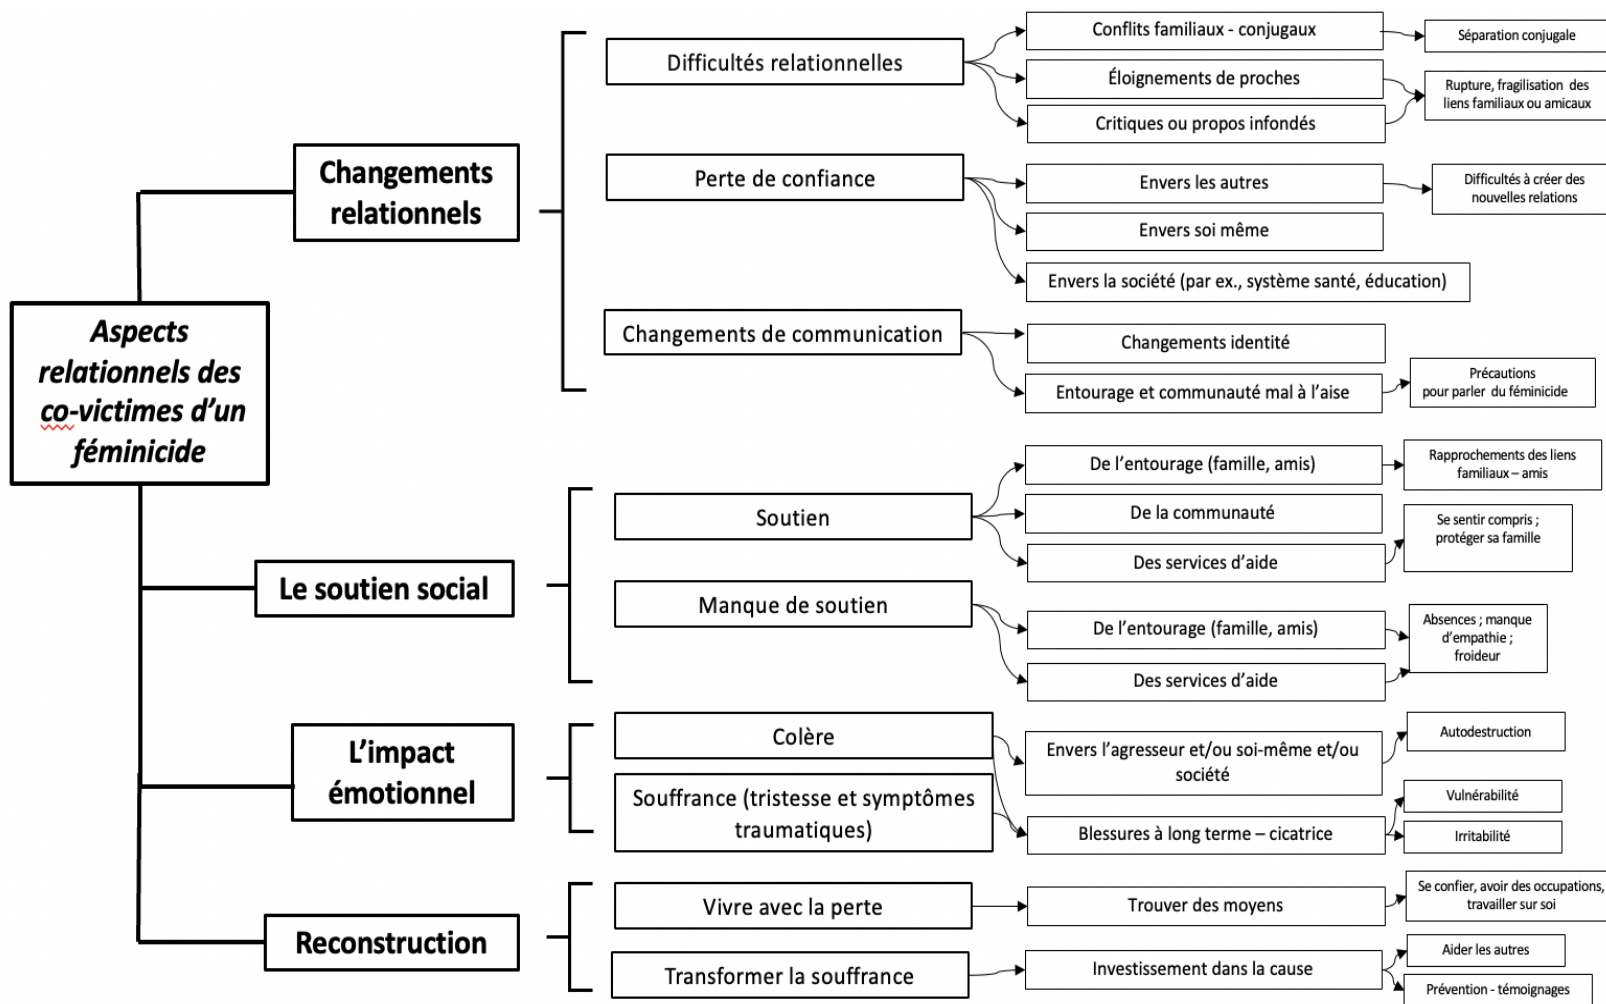 Aspects
relationnels des
co-victimes d’un
féminicide
Changements
relationnels
Difficultés relationnelles
Conflits familiaux - conjugaux
Séparation conjugale
Éloignements de proches
Critiques ou propos infondés
Rupture, fragilisation des
liens familiaux ou amicaux
Perte de confiance
Envers les autres
Difficultés à créer des
nouvelles relations
Envers soi même
Envers la société (par ex., système santé, éducation)
Changements de communication
Changements identité
Entourage et communauté mal à l’aise
Précautions
pour parler du féminicide
Le soutien social
Soutien
De l’entourage (famille, amis)
Rapprochements des liens
familiaux – amis
De la communauté
Des services d’aide
Se sentir compris ;
protéger sa famille
Manque de soutien
De l’entourage (famille, amis)
Des services d’aide
Absences ; manque
d’empathie ;
froideur
L’impact
émotionnel
Colère
Envers l’agresseur et/ou soi-même et/ou
société
Autodestruction
Souffrance (tristesse et symptômes
traumatiques)
Blessures à long terme – cicatrice
Vulnérabilité
Irritabilité
Reconstruction
Vivre avec la perte
Trouver des moyens
Se confier, avoir des occupations,
travailler sur soi
Transformer la souffrance
Investissement dans la cause
Aider les autres
Prévention - témoignages